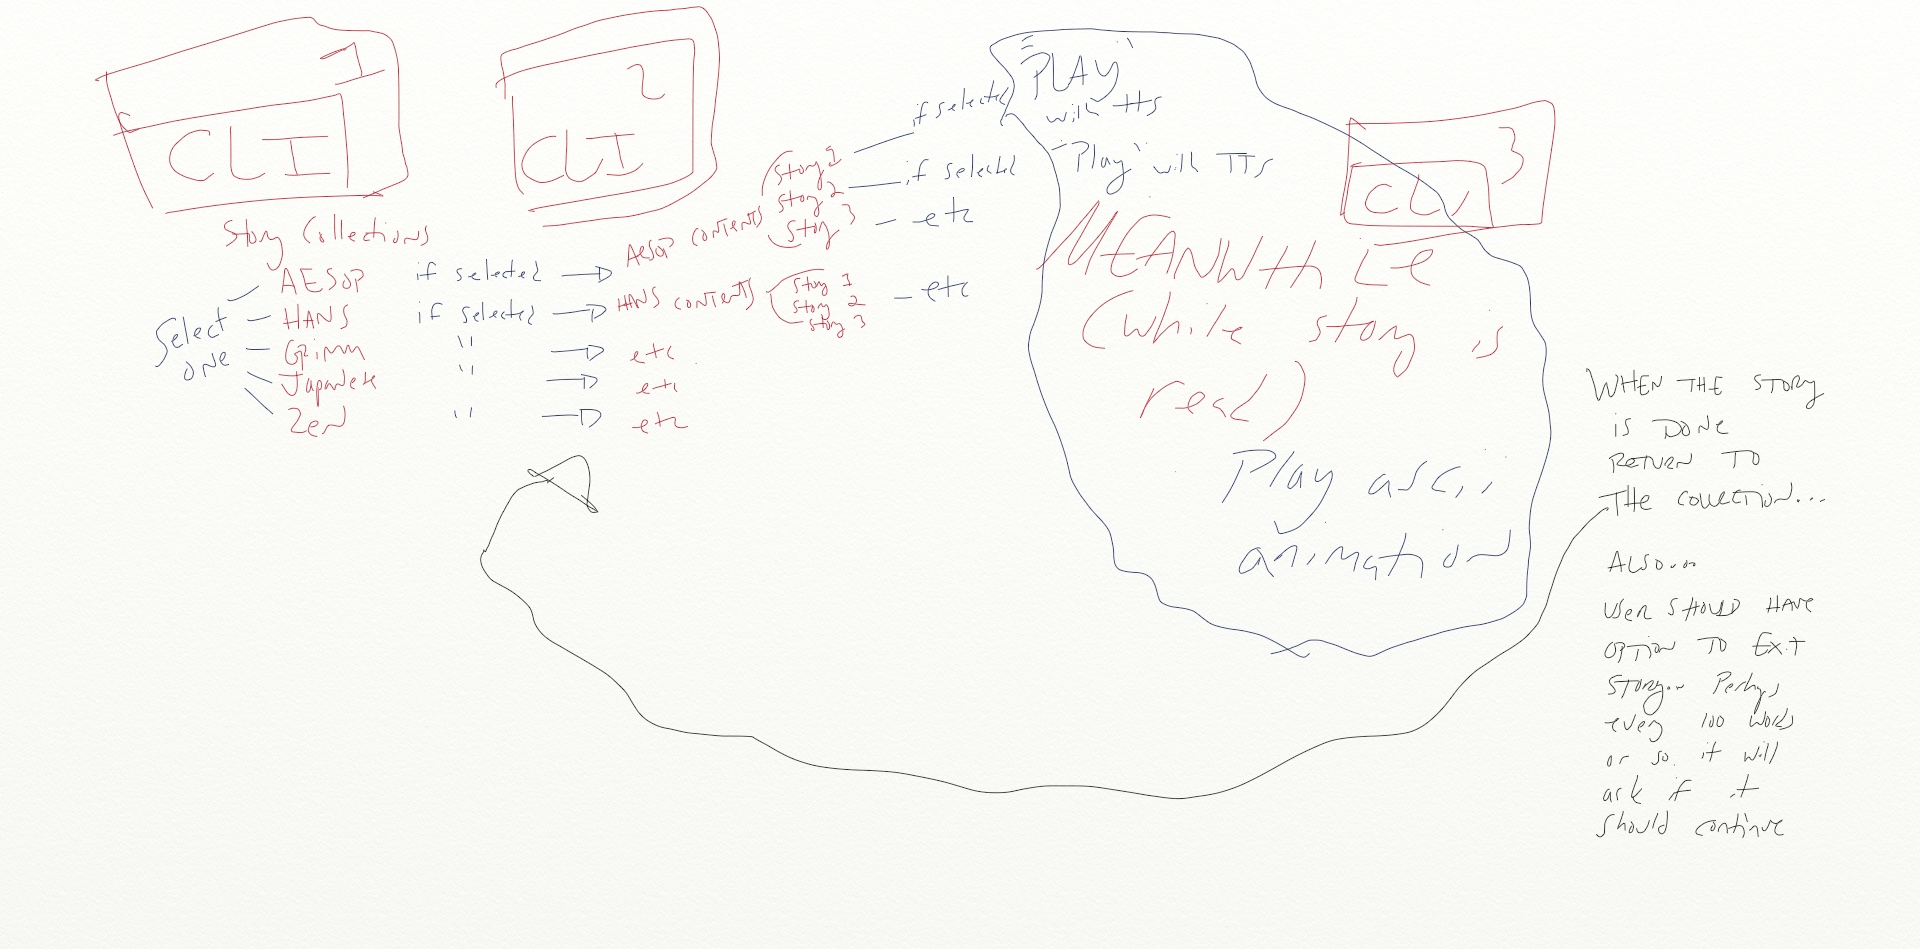 1
CLI
Story Collections
Select
one
AESOP if selected
HANS if selected
Grimm " etc
Japanese " etc
Zen " etc
2
CLI
AESOP contents
Story 1
Story 2
Story 3
HANS contents
Story 1
Story 2
Story 3
if selected
if selected
etc
etc
"PLAY"
with tts
"Play" with TTS
3
CLI
MEANWHILE
(while story is
read)
Play ascii
animation
WHEN THE STORY
is DONE
RETURN TO
THE COLLECTION...
ALSO...
USER SHOULD HAVE
OPTION TO EXIT
STORY.. Perhaps
every 100 words
or so. it will
ask if it
should continue